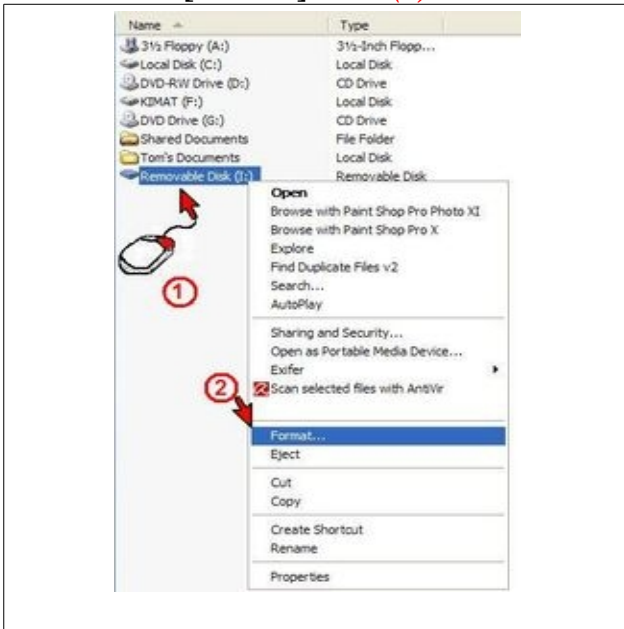 Name Type
3½ Floppy (A:) 3½-Inch Flopp...
Local Disk (C:) Local Disk
DVD-RW Drive (D:) CD Drive
KIMAT (F:) Local Disk
DVD Drive (G:) CD Drive
Shared Documents File Folder
Tom's Documents Local Disk
Removable Disk (I:) Removable Disk
Open
Browse with Paint Shop Pro Photo XI
Browse with Paint Shop Pro X
Explore
Find Duplicate Files v2
Search...
AutoPlay
1
Sharing and Security...
Open as Portable Media Device...
Exifer
2 Scan selected files with AntiVir
Format...
Eject
Cut
Copy
Create Shortcut
Rename
Properties